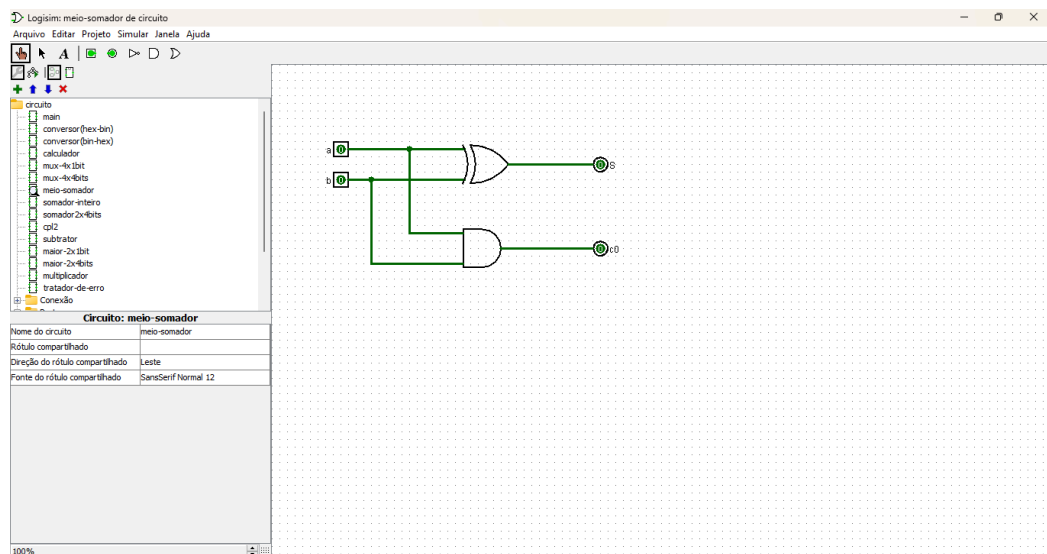 Logisim: meio-somador de circuito
Arquivo Editar Projeto Simular Janela Ajuda
A
circuito
main
conversor(hex-bin)
conversor(bin-hex)
calculador
mux-4x1bit
mux-4x4bits
meio-somador
somador-inteiro
somador2x4bits
cpl2
subtrator
maior-2x1bit
maior-2x4bits
multiplicador
tratador-de-erro
Conexão
Circuito: meio-somador
Nome do circuito meio-somador
Rótulo compartilhado
Direção do rótulo compartilhado Leste
Fonte do rótulo compartilhado SansSerif Normal 12
100%
a 0
b 0
0 S
0 c0